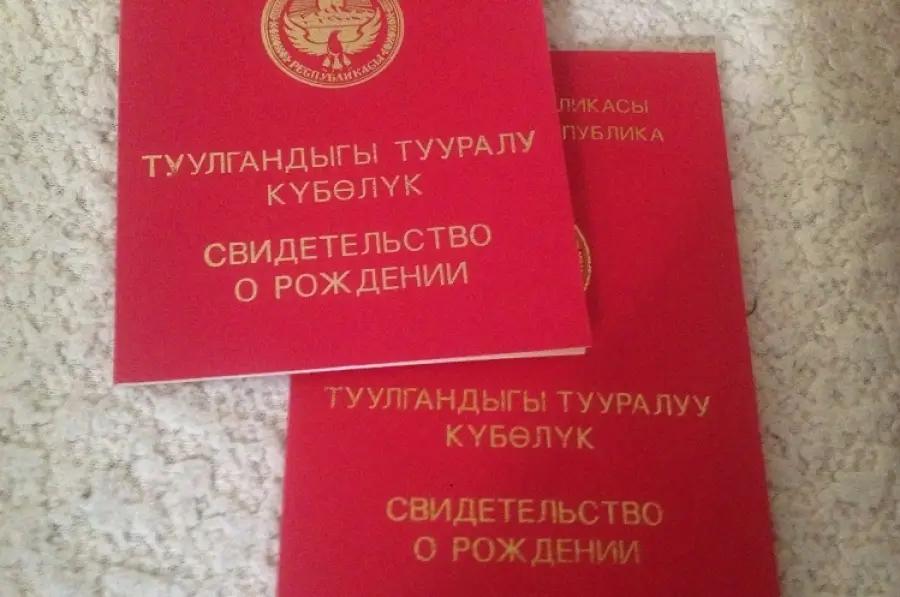 РЕСПУБЛИКАСЫ
ТУУЛГАНДЫГЫ ТУУРАЛУ
КҮБӨЛҮК
СВИДЕТЕЛЬСТВО
О РОЖДЕНИИ
ЛИКАСЫ
ПУБЛИКА
ТУУЛГАНДЫГЫ ТУУРАЛУУ
КҮБӨЛҮК
СВИДЕТЕЛЬСТВО
О РОЖДЕНИИ